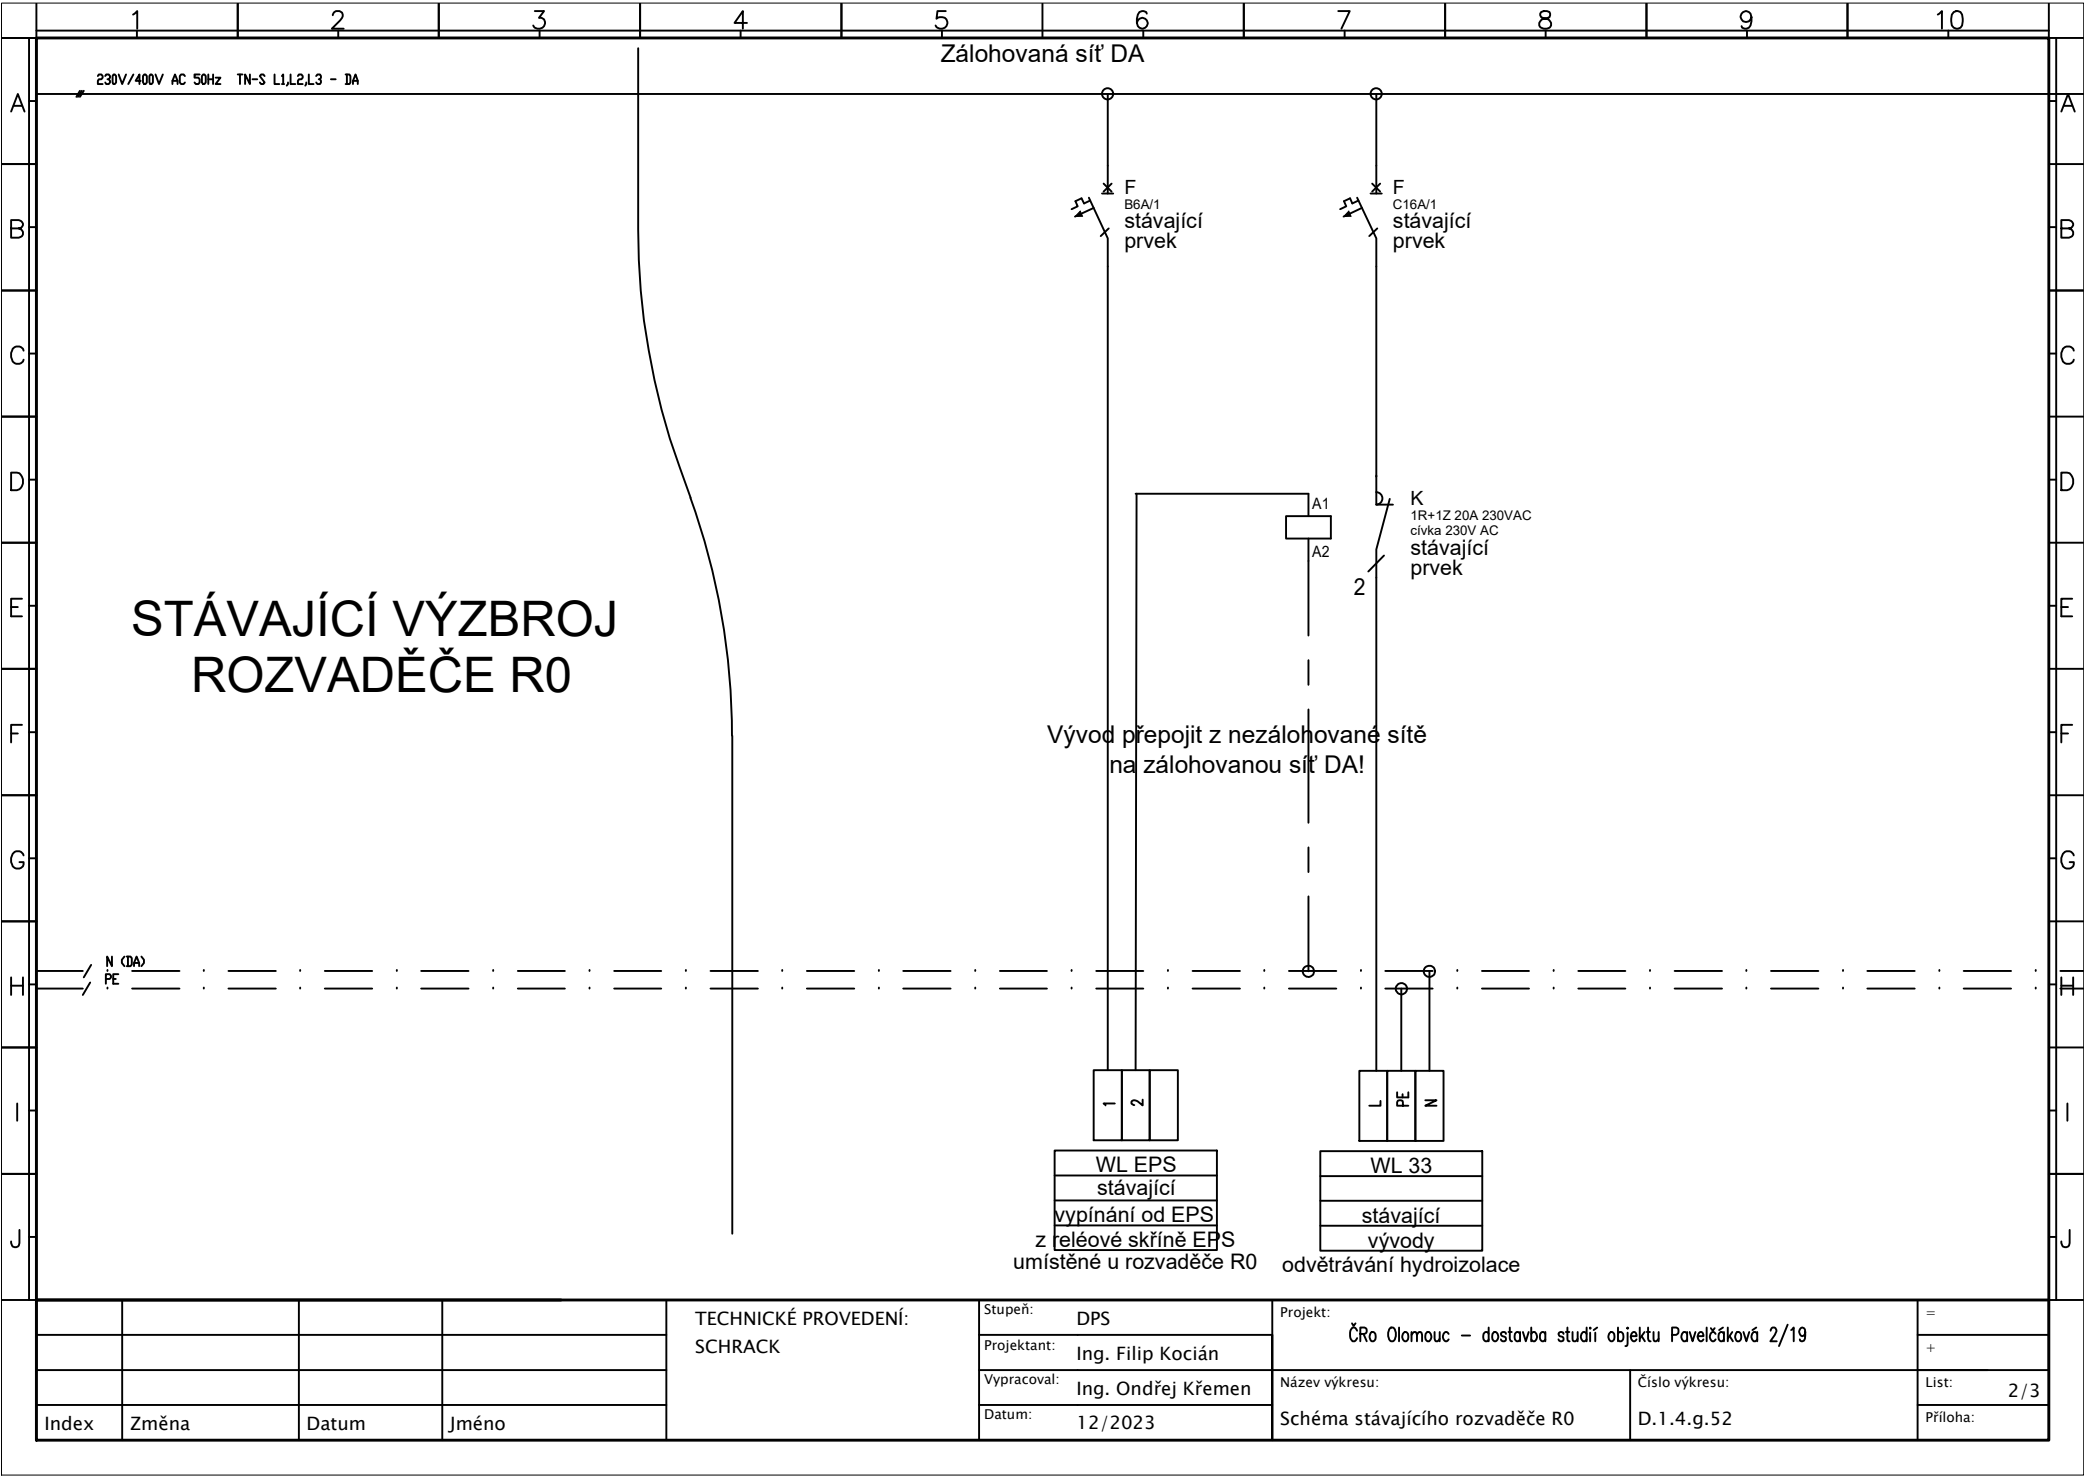 1 2 3 4 5 6 7 8 9 10
Zálohovaná síť DA
230V/400V AC 50Hz TN-S L1,L2,L3 - DA
A A
F
B6A/1
stávající
prvek
F
C16A/1
stávající
prvek
B B
C C
D D
A1
A2
K
1R+1Z 20A 230VAC
cívka 230V AC
stávající
prvek
2
E E
STÁVAJÍCÍ VÝZBROJ
ROZVADĚČE R0
F F
Vývod přepojit z nezálohované sítě
na zálohovanou síť DA!
G G
N (DA)
PE
H H
I I
1 2
L PE N
WL EPS
stávající
vypínání od EPS
z reléové skříně EPS
umístěné u rozvaděče R0
WL 33
stávající
vývody
odvětrávání hydroizolace
J J
Index Změna Datum Jméno
TECHNICKÉ PROVEDENÍ:
SCHRACK
Stupeň: DPS
Projektant: Ing. Filip Kocián
Vypracoval: Ing. Ondřej Křemen
Datum: 12/2023
Projekt:
ČRo Olomouc – dostavba studií objektu Pavelčáková 2/19
Název výkresu:
Schéma stávajícího rozvaděče R0
Číslo výkresu:
D.1.4.g.52
=
+
List: 2/3
Příloha: